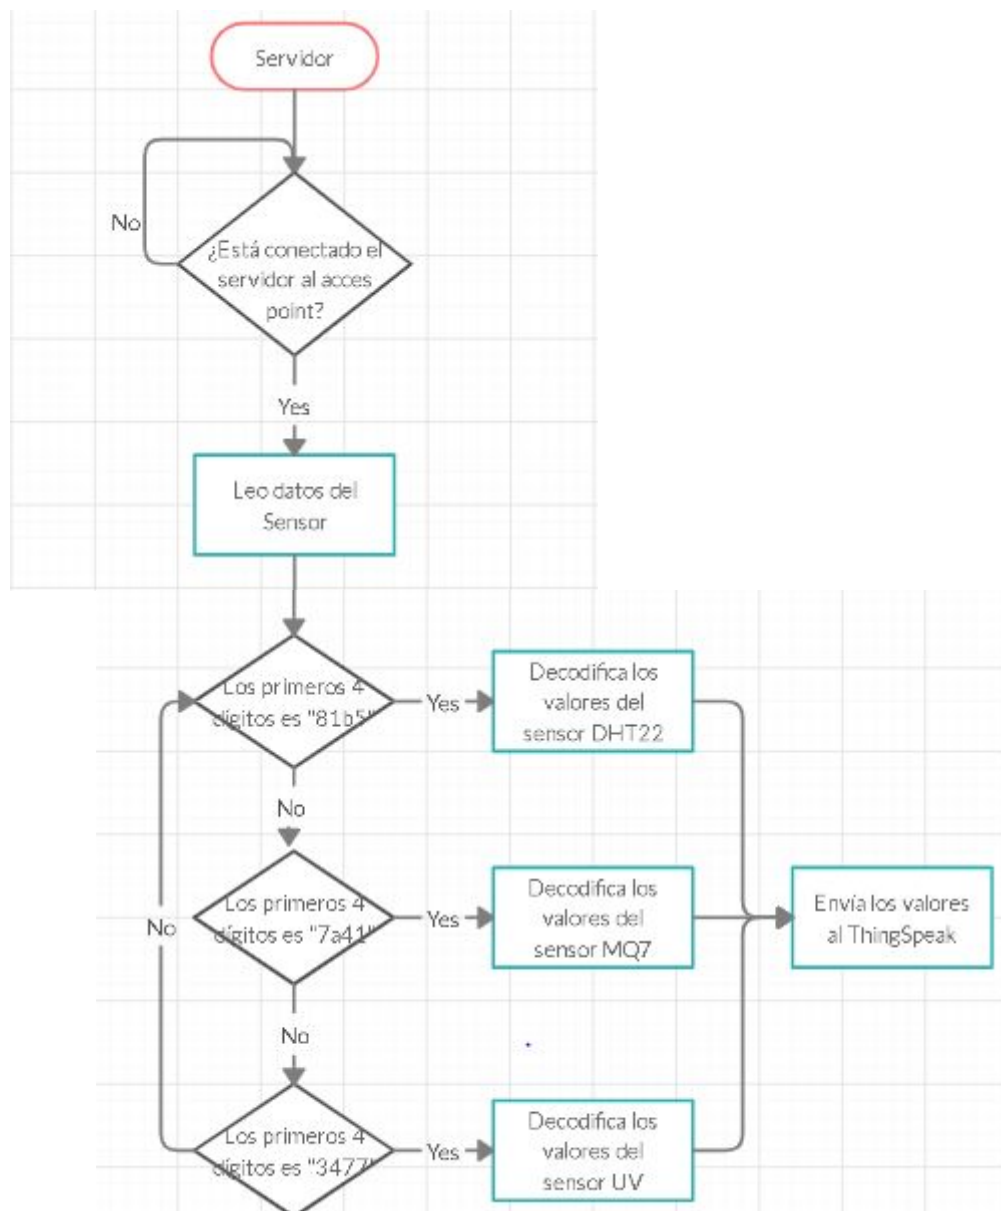 Servidor
No
¿Está conectado el
servidor al acces
point?
Yes
Leo datos del
Sensor
Los primeros 4
dígitos es "81b5"
Yes
Decodifica los
valores del
sensor DHT22
No
Los primeros 4
dígitos es "7a41"
Yes
Decodifica los
valores del
sensor MQ7
Envía los valores
al ThingSpeak
No
No
Los primeros 4
dígitos es "3477"
Yes
Decodifica los
valores del
sensor UV